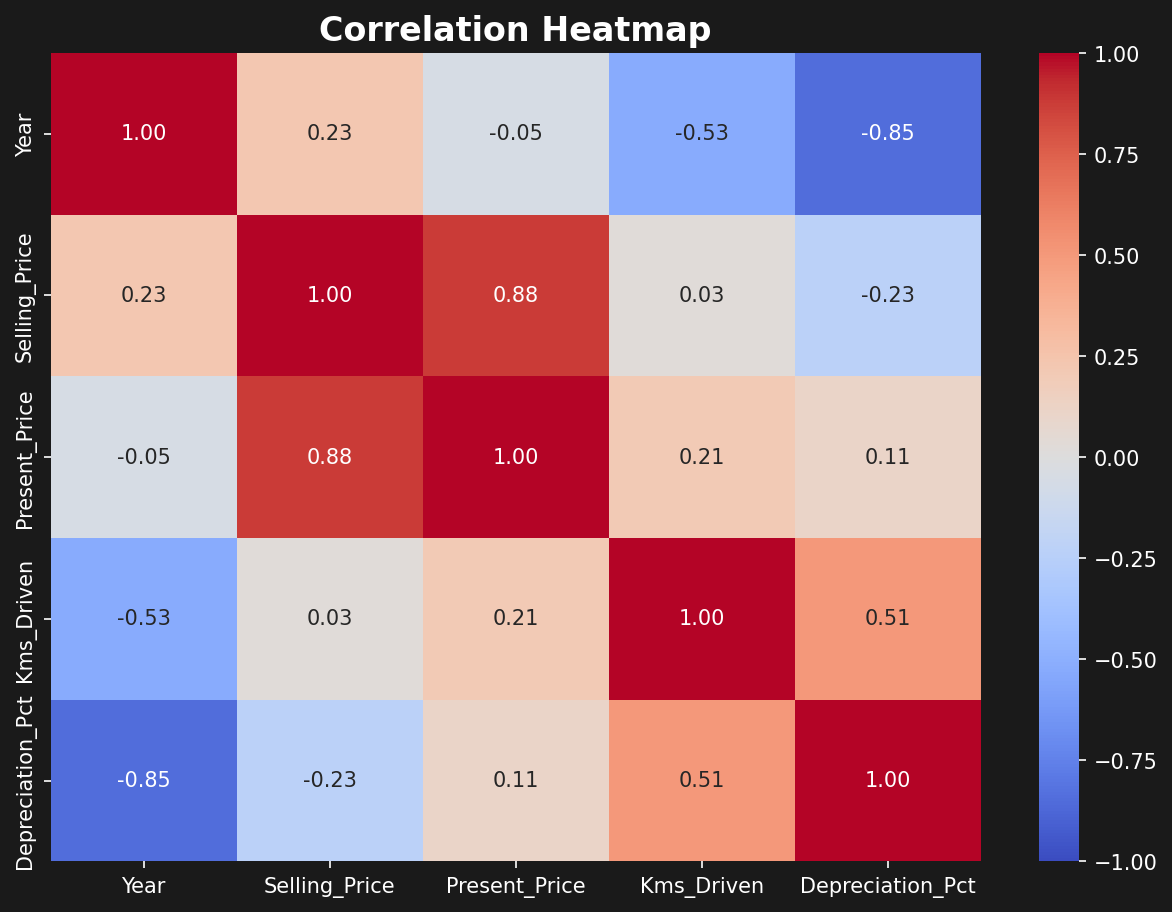 Correlation Heatmap
Year 1.00 0.23 -0.05 -0.53 -0.85
Selling_Price 0.23 1.00 0.88 0.03 -0.23
Present_Price -0.05 0.88 1.00 0.21 0.11
Kms_Driven -0.53 0.03 0.21 1.00 0.51
Depreciation_Pct -0.85 -0.23 0.11 0.51 1.00
Year Selling_Price Present_Price Kms_Driven Depreciation_Pct
1.00
0.75
0.50
0.25
0.00
−0.25
−0.50
−0.75
−1.00